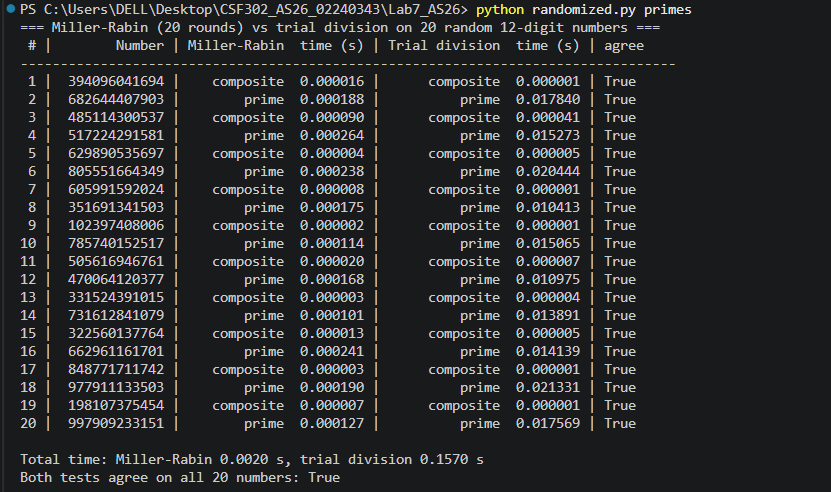 PS C:\Users\DELL\Desktop\CSF302_AS26_02240343\Lab7_AS26> python randomized.py primes
=== Miller-Rabin (20 rounds) vs trial division on 20 random 12-digit numbers ===
 # |       Number | Miller-Rabin  time (s) | Trial division  time (s) | agree
--------------------------------------------------------------------------------
 1 | 394096041694 |    composite  0.000016 |      composite  0.000001 | True
 2 | 682644407903 |        prime  0.000188 |          prime  0.017840 | True
 3 | 485114300537 |    composite  0.000090 |      composite  0.000041 | True
 4 | 517224291581 |        prime  0.000264 |          prime  0.015273 | True
 5 | 629890535697 |    composite  0.000004 |      composite  0.000005 | True
 6 | 805551664349 |        prime  0.000238 |          prime  0.020444 | True
 7 | 605991592024 |    composite  0.000008 |      composite  0.000001 | True
 8 | 351691341503 |        prime  0.000175 |          prime  0.010413 | True
 9 | 102397408006 |    composite  0.000002 |      composite  0.000001 | True
10 | 785740152517 |        prime  0.000114 |          prime  0.015065 | True
11 | 505616946761 |    composite  0.000020 |      composite  0.000007 | True
12 | 470064120377 |        prime  0.000168 |          prime  0.010975 | True
13 | 331524391015 |    composite  0.000003 |      composite  0.000004 | True
14 | 731612841079 |        prime  0.000101 |          prime  0.013891 | True
15 | 322560137764 |    composite  0.000013 |      composite  0.000005 | True
16 | 662961161701 |        prime  0.000241 |          prime  0.014139 | True
17 | 848771711742 |    composite  0.000003 |      composite  0.000001 | True
18 | 977911133503 |        prime  0.000190 |          prime  0.021331 | True
19 | 198107375454 |    composite  0.000007 |      composite  0.000001 | True
20 | 997909233151 |        prime  0.000127 |          prime  0.017569 | True
Total time: Miller-Rabin 0.0020 s, trial division 0.1570 s
Both tests agree on all 20 numbers: True